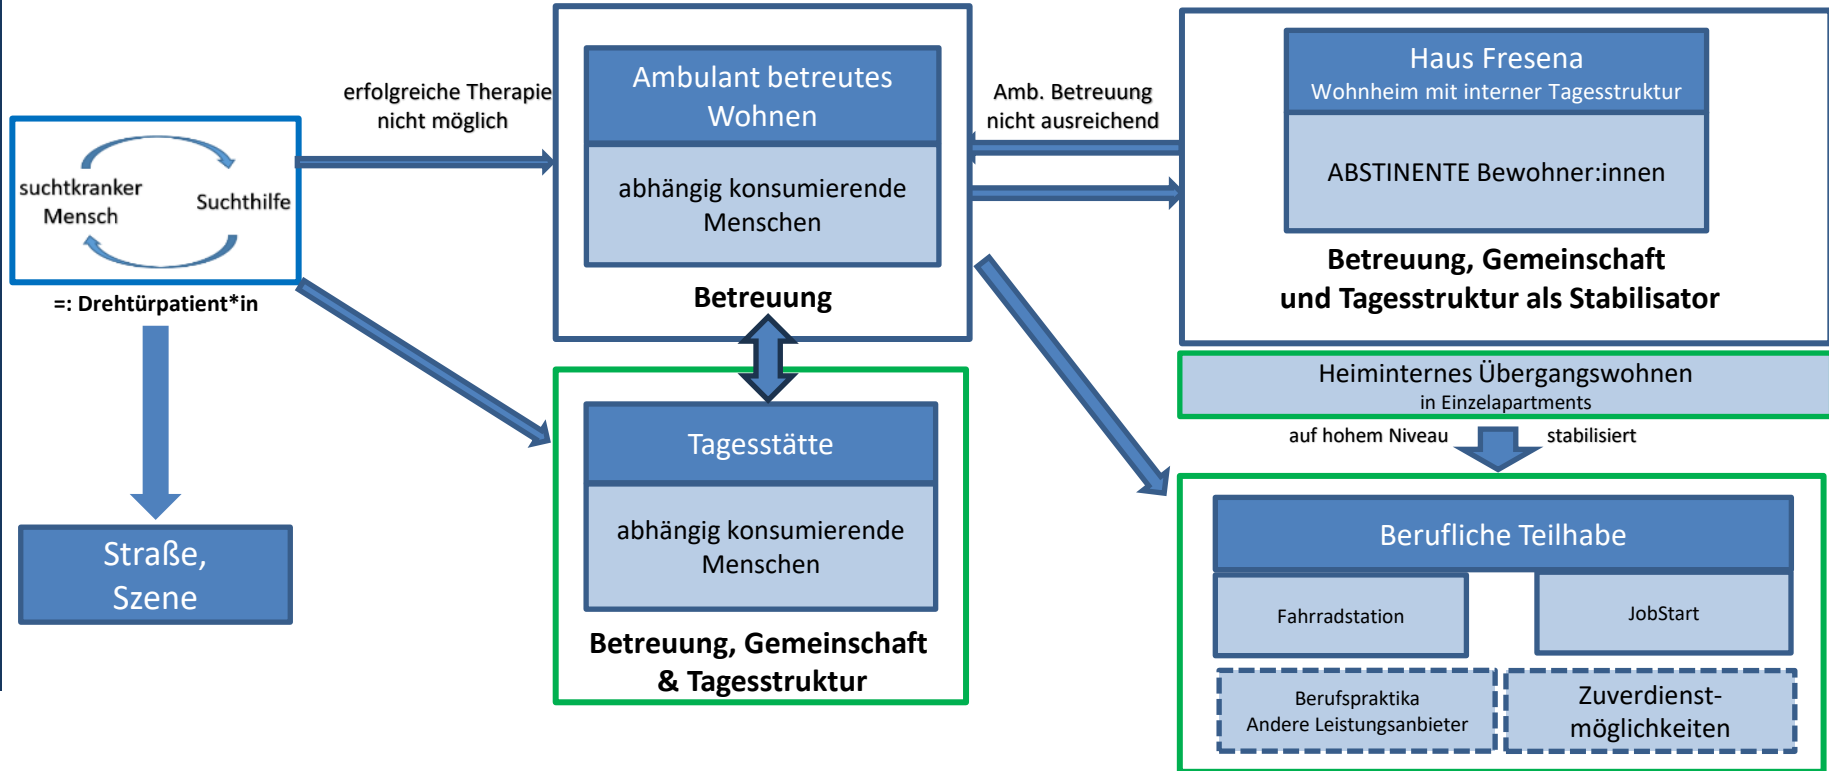 suchtkranker
Mensch
Suchthilfe
=: Drehtürpatient*in
Straße,
Szene
erfolgreiche Therapie
nicht möglich
Ambulant betreutes
Wohnen
abhängig konsumierende
Menschen
Betreuung
Tagesstätte
abhängig konsumierende
Menschen
Betreuung, Gemeinschaft
& Tagesstruktur
Amb. Betreuung
nicht ausreichend
Haus Fresena
Wohnheim mit interner Tagesstruktur
ABSTINENTE Bewohner:innen
Betreuung, Gemeinschaft
und Tagesstruktur als Stabilisator
Heiminternes Übergangswohnen
in Einzelapartments
auf hohem Niveau stabilisiert
Berufliche Teilhabe
Fahrradstation
JobStart
Berufspraktika
Andere Leistungsanbieter
Zuverdienst-
möglichkeiten